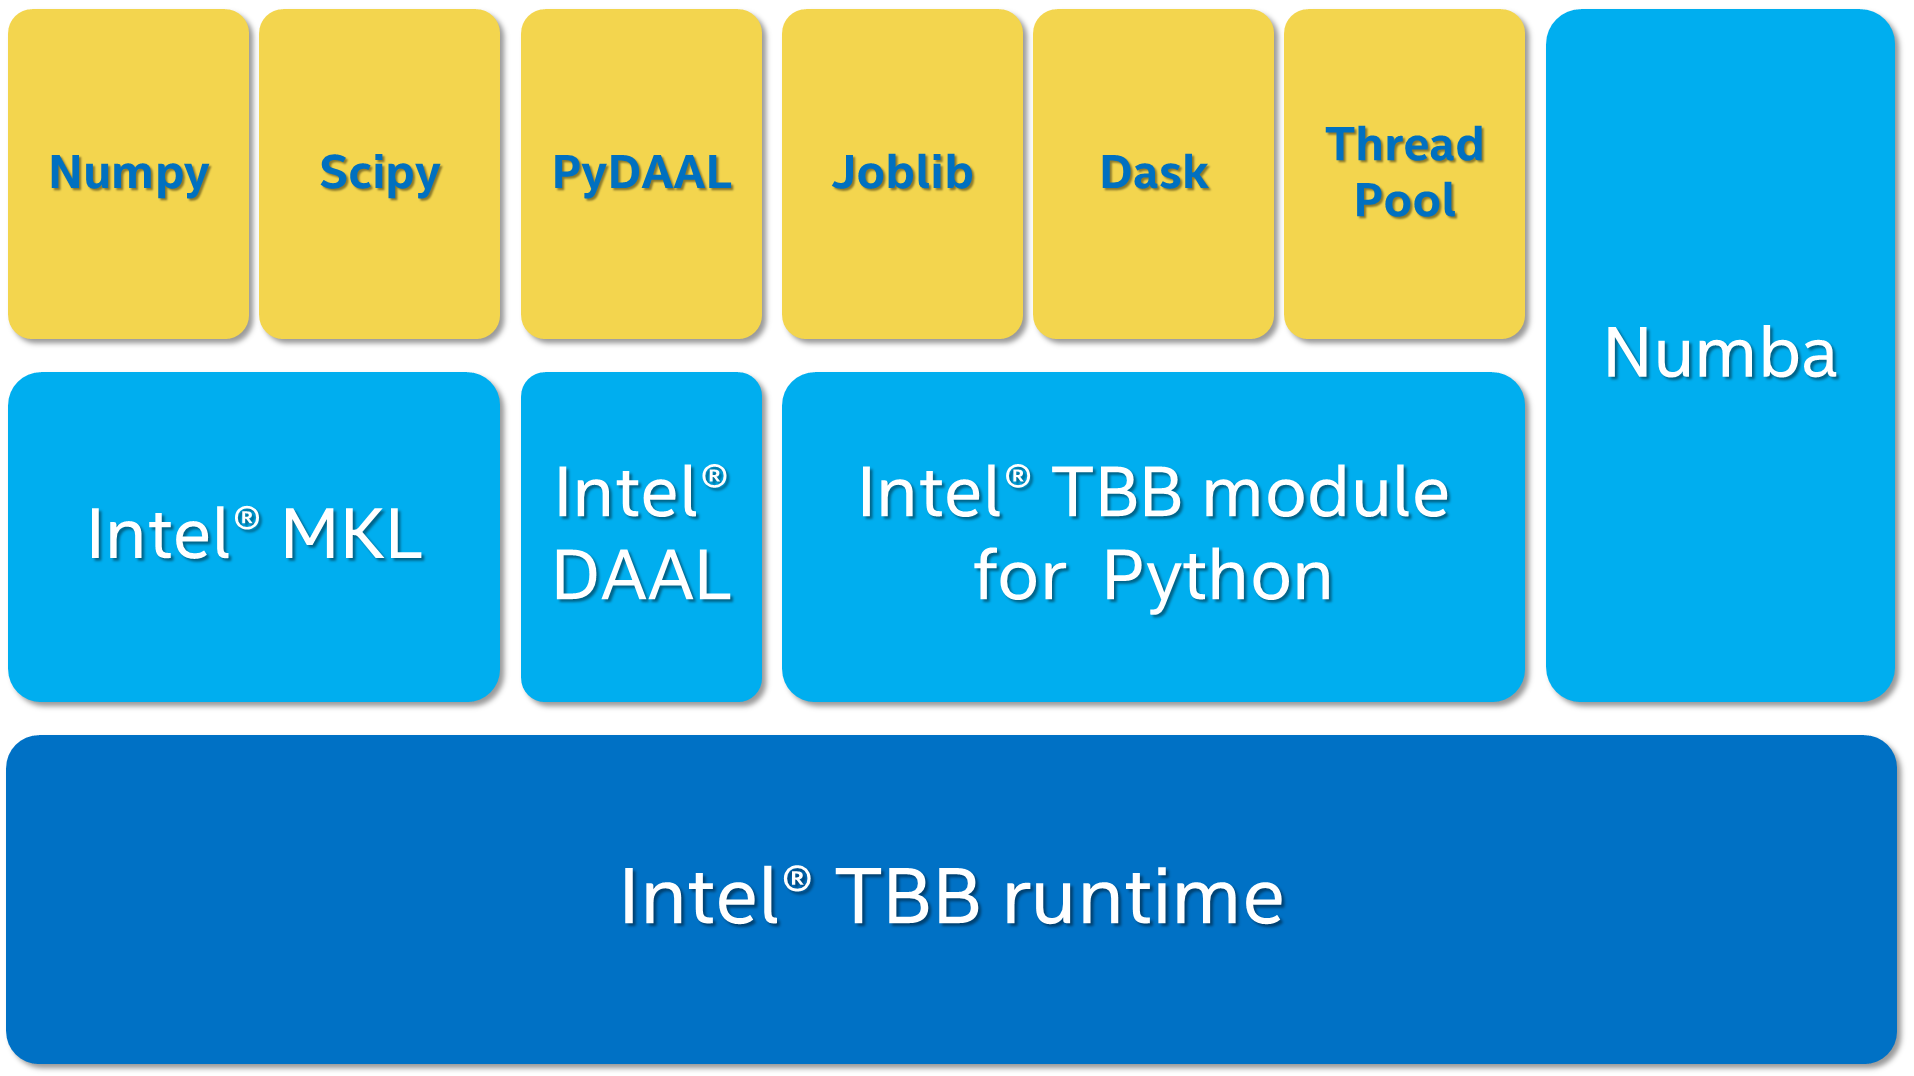 Numpy
Scipy
PyDAAL
Joblib
Dask
Thread
Pool
Numba
Intel® MKL
Intel®
DAAL
Intel® TBB module
for Python
Intel® TBB runtime